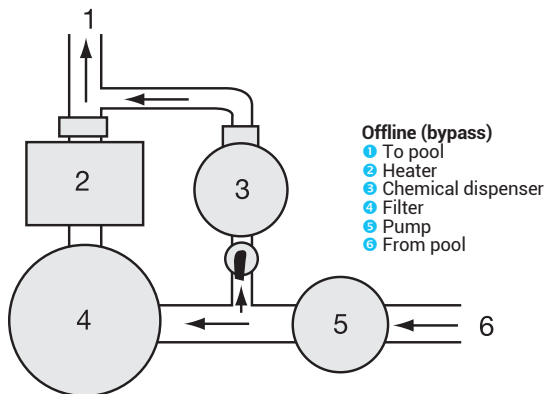 1
2
3
4
5
6
Offline (bypass)
1 To pool
2 Heater
3 Chemical dispenser
4 Filter
5 Pump
6 From pool